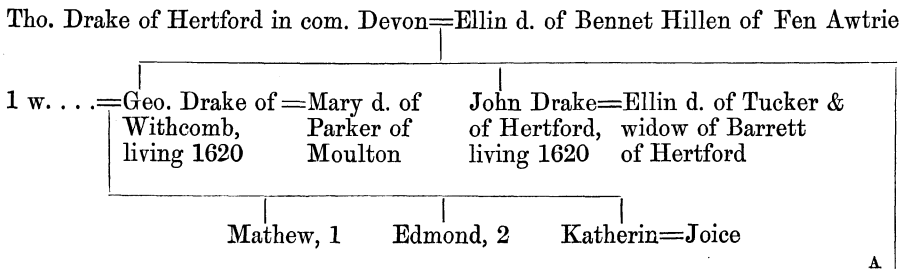 Tho. Drake of Hertford in com. Devon=Ellin d. of Bennet Hillen of Fen Awtrie
1 w. . . .=Geo. Drake of=Mary d. of John Drake=Ellin d. of Tucker &
Withcomb, Parker of of Hertford, widow of Barrett
living 1620 Moulton living 1620 of Hertford
Mathew, 1 Edmond, 2 Katherin=Joice
A